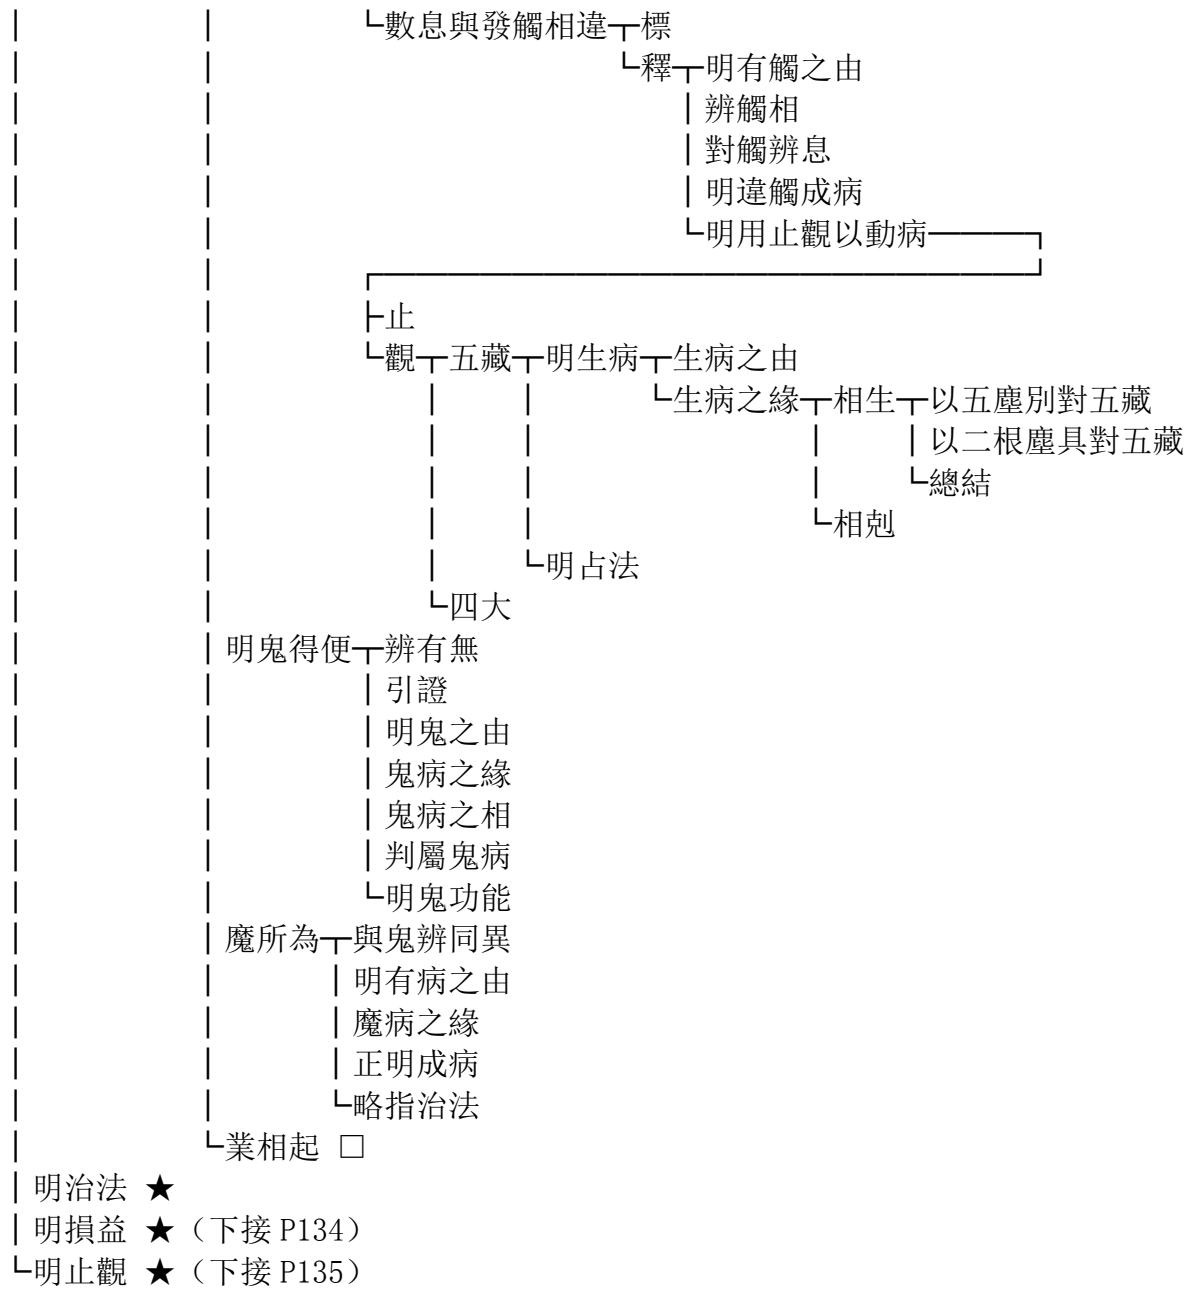 └數息與發觸相違┬標
└釋┬明有觸之由
│辨觸相
│對觸辨息
│明違觸成病
└明用止觀以動病────┐
┌─────────────────────┘
├止
└觀┬五藏┬明生病┬生病之由
│ │ └生病之緣┬相生┬以五塵別對五藏
│ │ │ │以二根塵具對五藏
│ │ │ └總結
│ │ └相剋
│ └明占法
└四大
│明鬼得便┬辨有無
│引證
│明鬼之由
│鬼病之緣
│鬼病之相
│判屬鬼病
└明鬼功能
│魔所為┬與鬼辨同異
│明有病之由
│魔病之緣
│正明成病
└略指治法
└業相起 □
│明治法 ★
│明損益 ★（下接 P134）
└明止觀 ★（下接 P135）